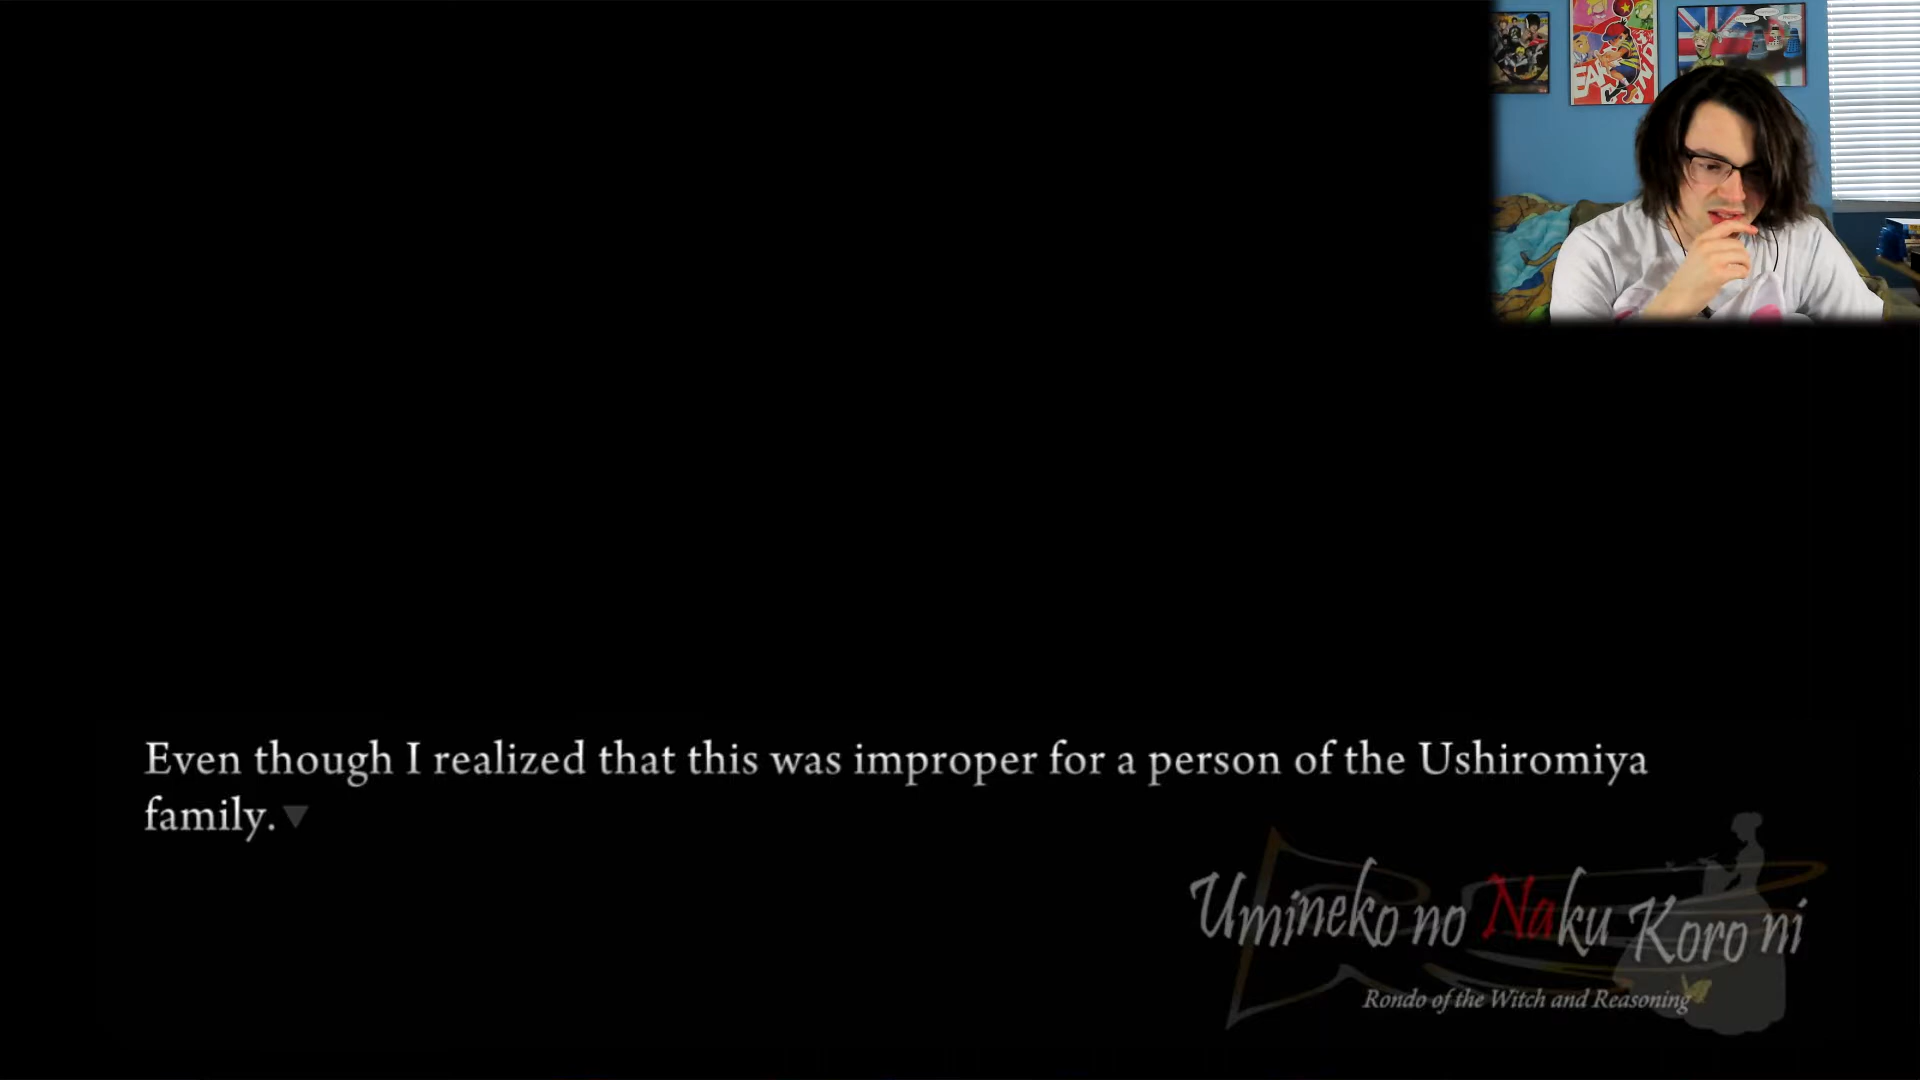 Even though I realized that this was improper for a person of the Ushiromiya
family.
Umineko no Naku Koro ni
Rondo of the Witch and Reasoning